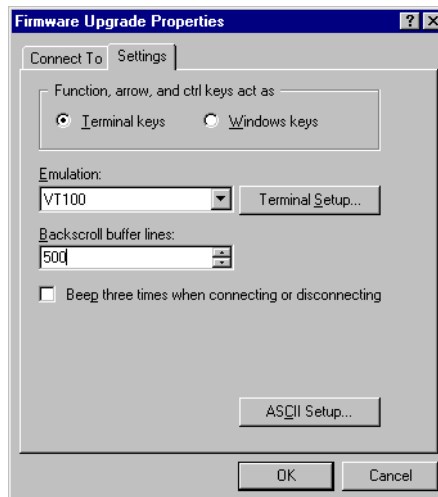 Firmware Upgrade Properties
Connect To Settings
Function, arrow, and ctrl keys act as
Terminal keys Windows keys
Emulation:
VT100 Terminal Setup...
Backscroll buffer lines:
500
Beep three times when connecting or disconnecting
ASCII Setup...
OK Cancel